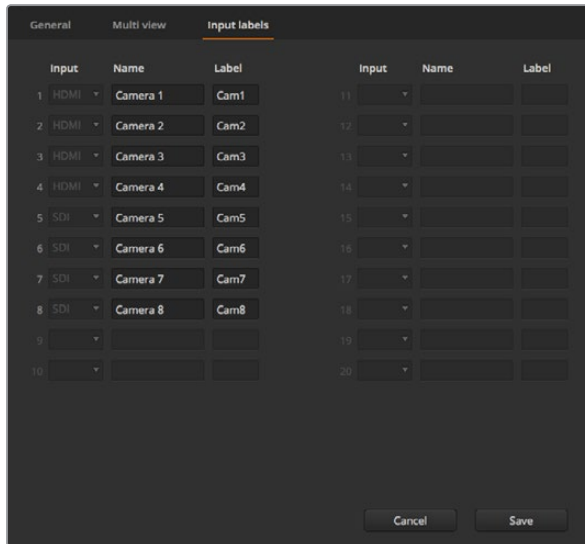 General Multi view Input labels
Input Name Label
1 HDMI Camera 1 Cam1
2 HDMI Camera 2 Cam2
3 HDMI Camera 3 Cam3
4 HDMI Camera 4 Cam4
5 SDI Camera 5 Cam5
6 SDI Camera 6 Cam6
7 SDI Camera 7 Cam7
8 SDI Camera 8 Cam8
9
10
Input Name Label
11
12
13
14
15
16
17
18
19
20
Cancel Save